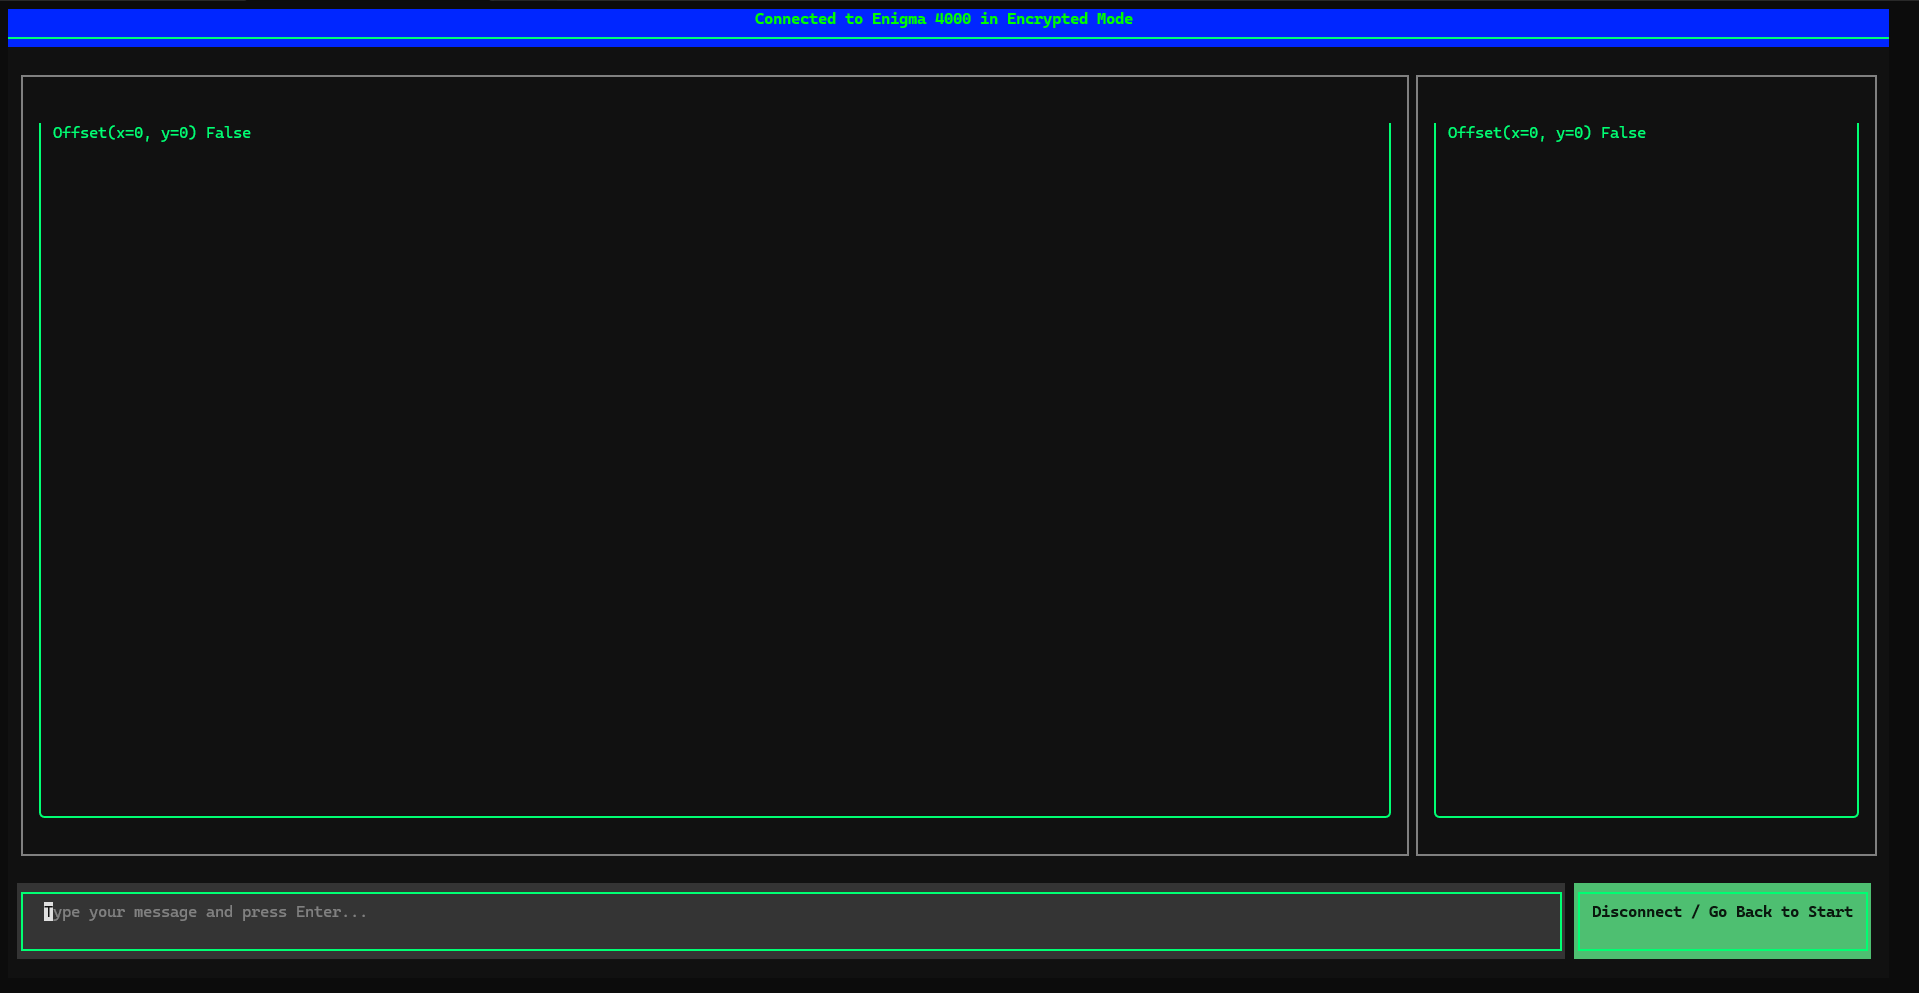 Connected to Enigma 4000 in Encrypted Mode
Offset(x=0, y=0) False
Offset(x=0, y=0) False
Type your message and press Enter...
Disconnect / Go Back to Start